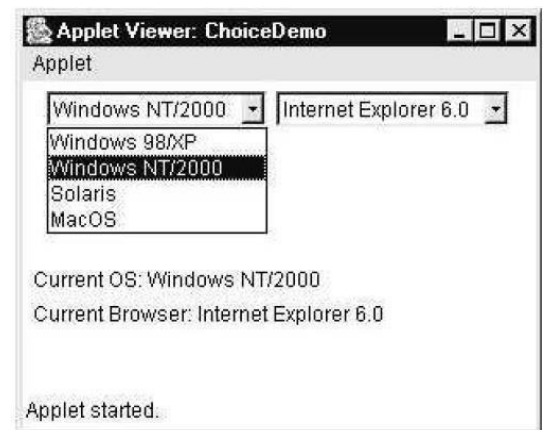 Applet Viewer: ChoiceDemo
Applet
Windows NT/2000 Internet Explorer 6.0
Windows 98/XP
Windows NT/2000
Solaris
MacOS
Current OS: Windows NT/2000
Current Browser: Internet Explorer 6.0
Applet started.